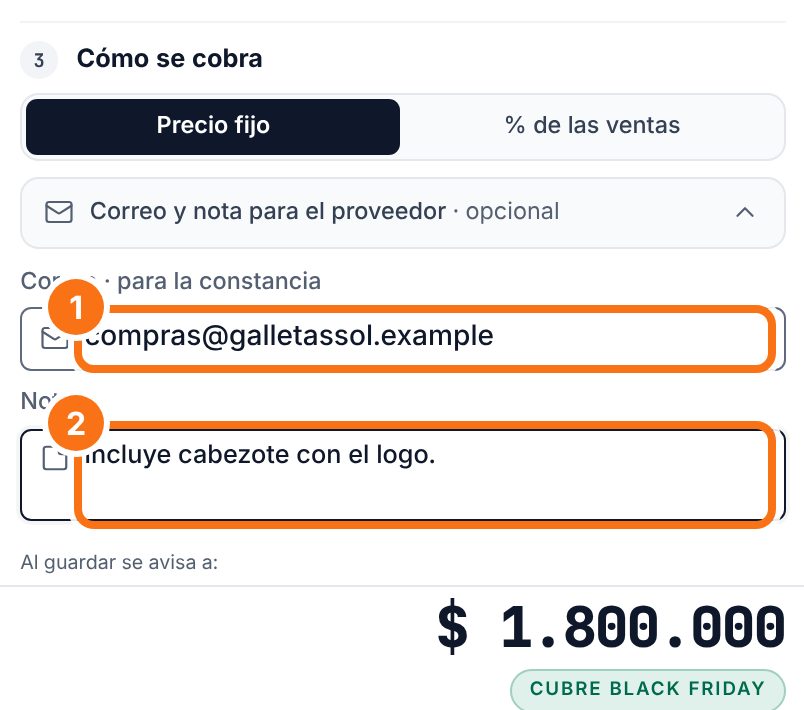 3 Cómo se cobra
Precio fijo % de las ventas
Correo y nota para el proveedor · opcional
· para la constancia
1
compras@galletassol.example
2
Incluye cabezote con el logo.
Al guardar se avisa a:
$ 1.800.000
CUBRE BLACK FRIDAY